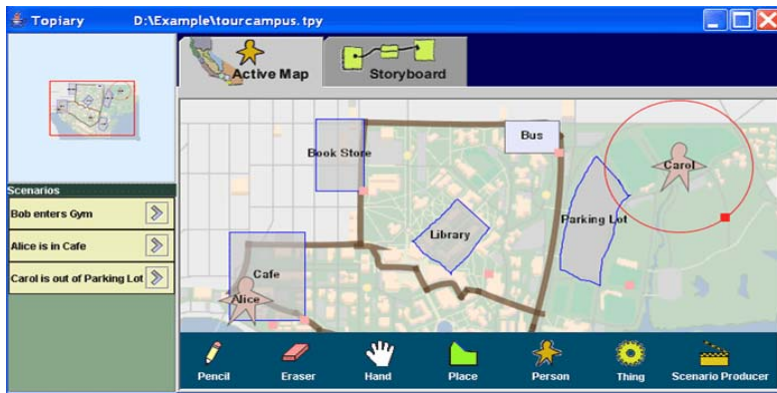 Topiary D:\Example\tourcampus.tpy
Active Map
Storyboard
Scenarios
Bob enters Gym
Alice is in Cafe
Carol is out of Parking Lot
Book Store
Bus
Carol
Parking Lot
Library
Cafe
Alice
Pencil
Eraser
Hand
Place
Person
Thing
Scenario Producer